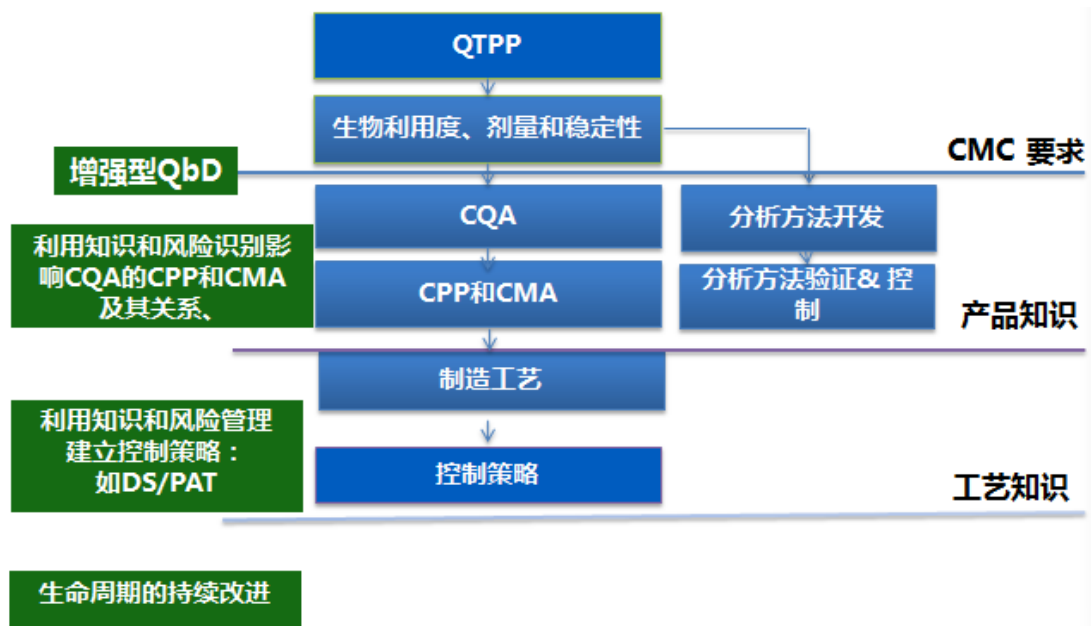 QTPP
生物利用度、剂量和稳定性
CMC 要求
增强型QbD
CQA
分析方法开发
利用知识和风险识别影
响CQA的CPP和CMA
及其关系、
CPP和CMA
分析方法验证& 控
制
产品知识
制造工艺
利用知识和风险管理
建立控制策略：
如DS/PAT
控制策略
工艺知识
生命周期的持续改进